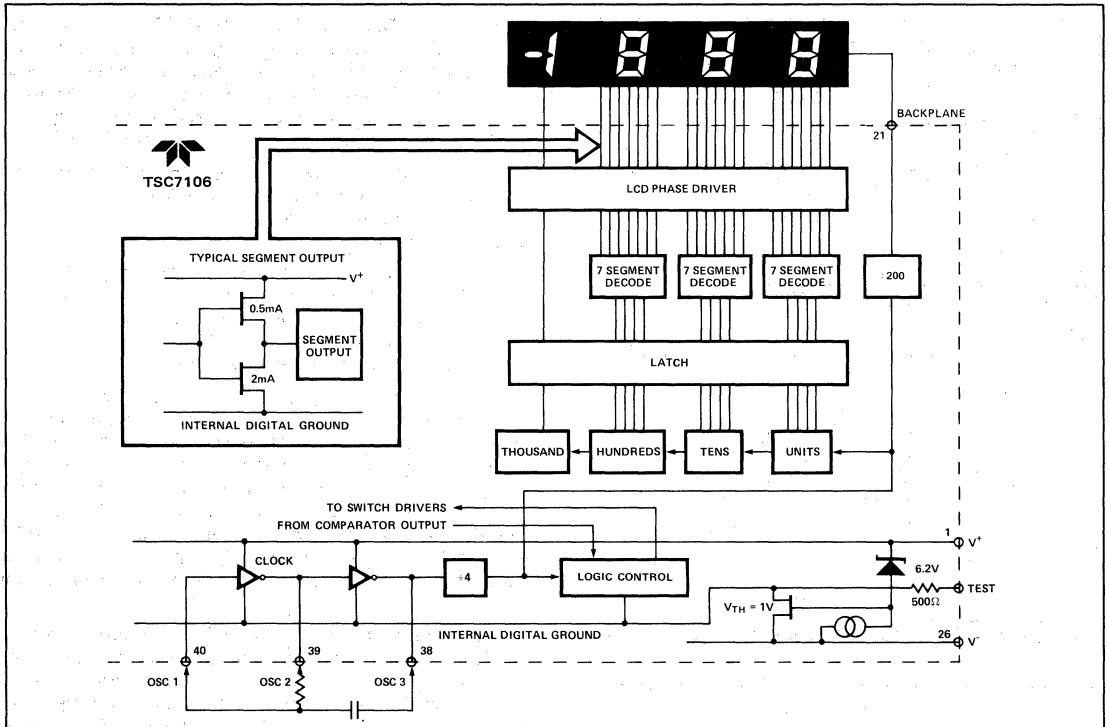 -1 8 8 8
BACKPLANE
21
TSC7106
LCD PHASE DRIVER
TYPICAL SEGMENT OUTPUT
V+
0.5mA
SEGMENT
OUTPUT
2mA
INTERNAL DIGITAL GROUND
7 SEGMENT
DECODE
7 SEGMENT
DECODE
7 SEGMENT
DECODE
200
LATCH
THOUSAND
HUNDREDS
TENS
UNITS
TO SWITCH DRIVERS
FROM COMPARATOR OUTPUT
1
V+
CLOCK
÷4
LOGIC CONTROL
6.2V
TEST
500Ω
VTH = 1V
INTERNAL DIGITAL GROUND
26
V-
40
39
38
OSC 1
OSC 2
OSC 3